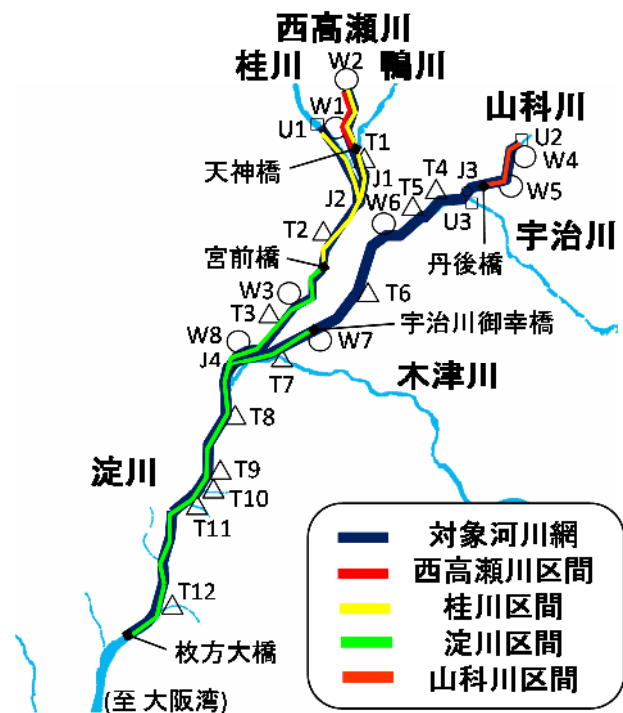 西高瀬川
桂川
W2
鴨川
山科川
W1
U1
T1
天神橋
J1
J2
U2
W4
J3
T4
T5
W5
W6
U3
宇治川
丹後橋
T2
宮前橋
W3
T3
T6
宇治川御幸橋
W8
W7
J4
T7
木津川
T8
淀川
T9
T10
T11
T12
枚方大橋
(至 大阪湾)
対象河川網
西高瀬川区間
桂川区間
淀川区間
山科川区間